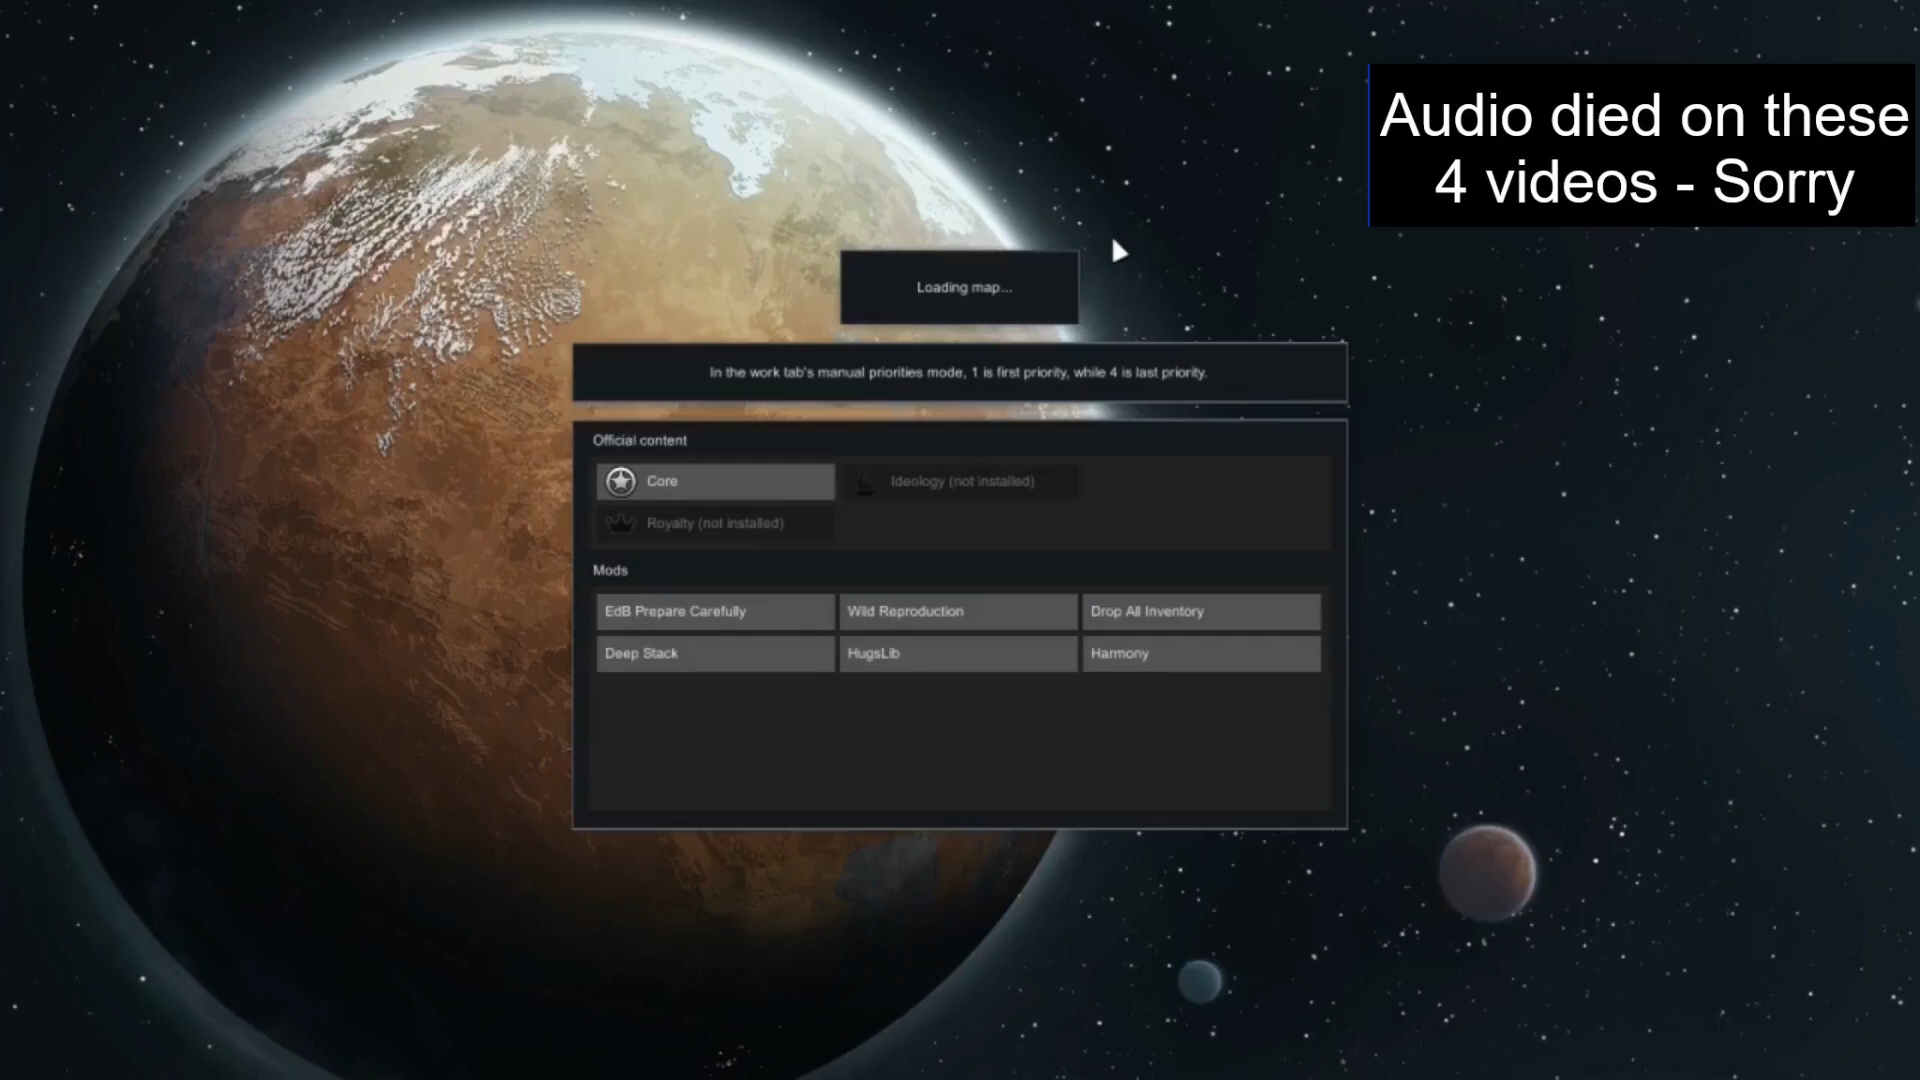 Audio died on these
4 videos - Sorry
Loading map...
In the work tab's manual priorities mode, 1 is first priority, while 4 is last priority.
Official content
Core
Ideology (not installed)
Royalty (not installed)
Mods
EdB Prepare Carefully
Wild Reproduction
Drop All Inventory
Deep Stack
HugsLib
Harmony